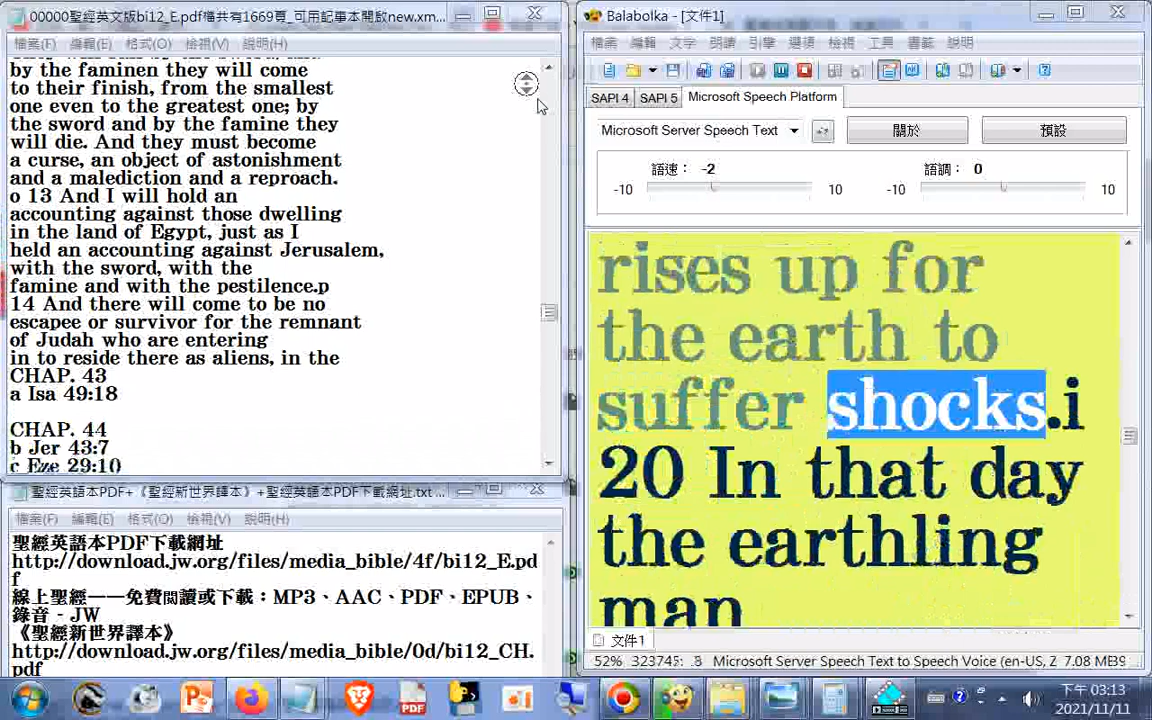 00000聖經英文版bi12_E.pdf檔共有1669頁_可用記事本開啟new.xm...
檔案(F) 編輯(E) 格式(O) 檢視(V) 說明(H)
by the faminen they will come
to their finish, from the smallest
one even to the greatest one; by
the sword and by the famine they
will die. And they must become
a curse, an object of astonishment
and a malediction and a reproach.
o 13 And I will hold an
accounting against those dwelling
in the land of Egypt, just as I
held an accounting against Jerusalem,
with the sword, with the
famine and with the pestilence.p
14 And there will come to be no
escapee or survivor for the remnant
of Judah who are entering
in to reside there as aliens, in the
CHAP. 43
a Isa 49:18
CHAP. 44
b Jer 43:7
c Eze 29:10
聖經英語本PDF+《聖經新世界譯本》+聖經英語本PDF下載網址.txt ...
檔案(F) 編輯(E) 格式(O) 檢視(V) 說明(H)
聖經英語本PDF下載網址
http://download.jw.org/files/media_bible/4f/bi12_E.pd
f
線上聖經——免費閱讀或下載：MP3、AAC、PDF、EPUB、
錄音 - JW
《聖經新世界譯本》
http://download.jw.org/files/media_bible/0d/bi12_CH.
pdf
Balabolka - [文件1]
檔案 編輯 文字 朗讀 引擎 選項 檢視 工具 書籤 說明
SAPI 4 SAPI 5 Microsoft Speech Platform
Microsoft Server Speech Text 關於 預設
語速： -2 語調： 0
-10 10 -10 10
rises up for
the earth to
suffer shocks.i
20 In that day
the earthling
man
文件1
52% Microsoft Server Speech Text to Speech Voice (en-US, Z 7.08 MB
下午 03:13
2021/11/11